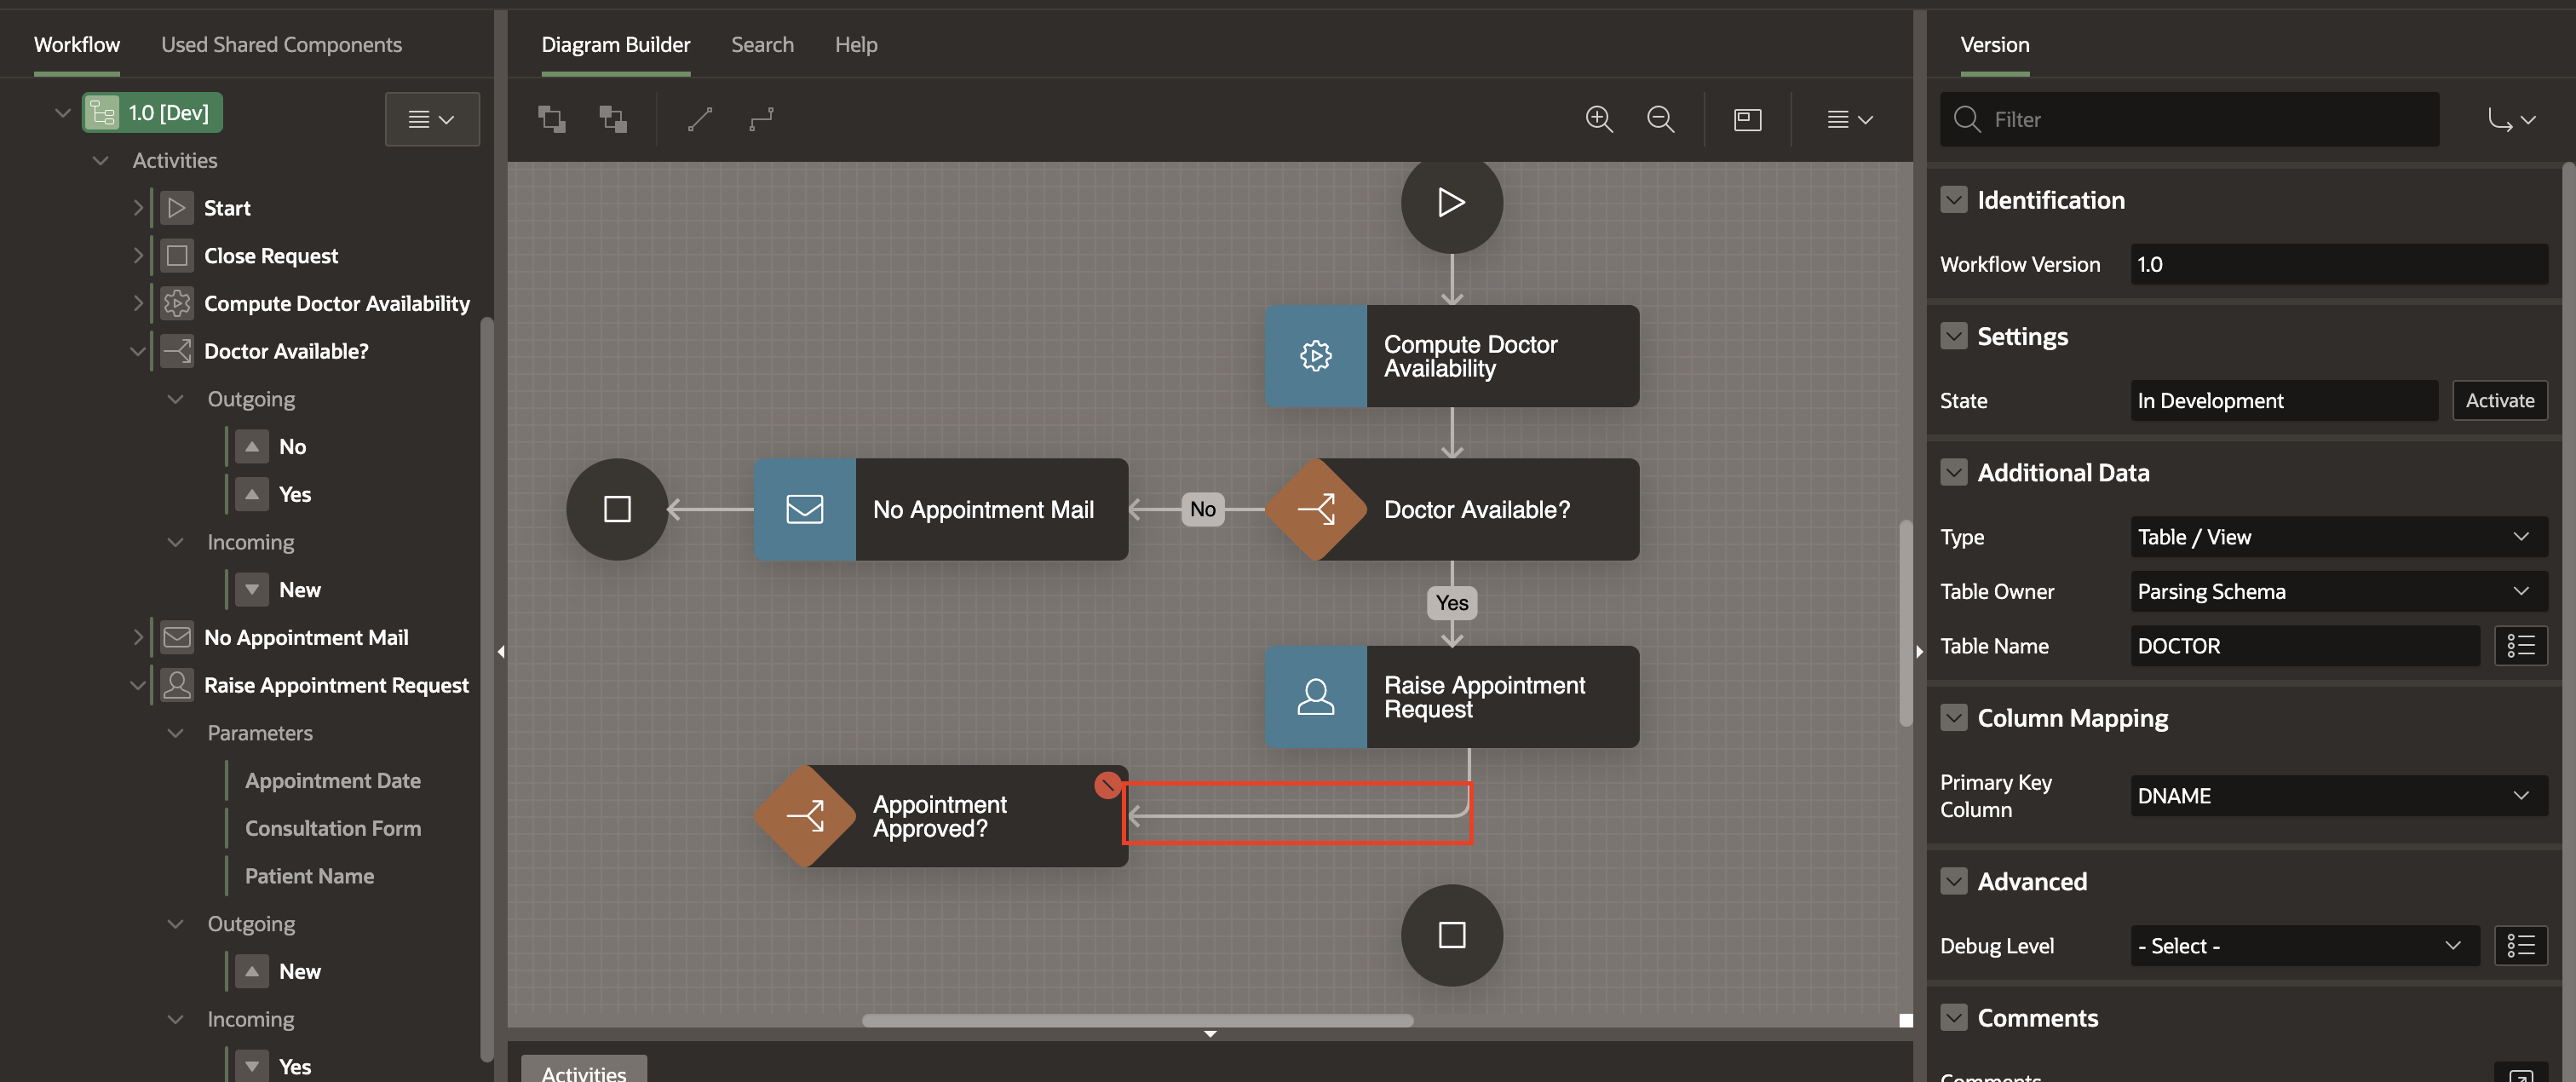 Workflow
Used Shared Components
1.0 [Dev]
Activities
Start
Close Request
Compute Doctor Availability
Doctor Available?
Outgoing
No
Yes
Incoming
New
No Appointment Mail
Raise Appointment Request
Parameters
Appointment Date
Consultation Form
Patient Name
Outgoing
New
Incoming
Yes
Diagram Builder
Search
Help
Compute Doctor
Availability
No Appointment Mail
No
Doctor Available?
Yes
Raise Appointment
Request
Appointment
Approved?
Activities
Version
Filter
Identification
Workflow Version
1.0
Settings
State
In Development
Activate
Additional Data
Type
Table / View
Table Owner
Parsing Schema
Table Name
DOCTOR
Column Mapping
Primary Key
Column
DNAME
Advanced
Debug Level
- Select -
Comments
Comments